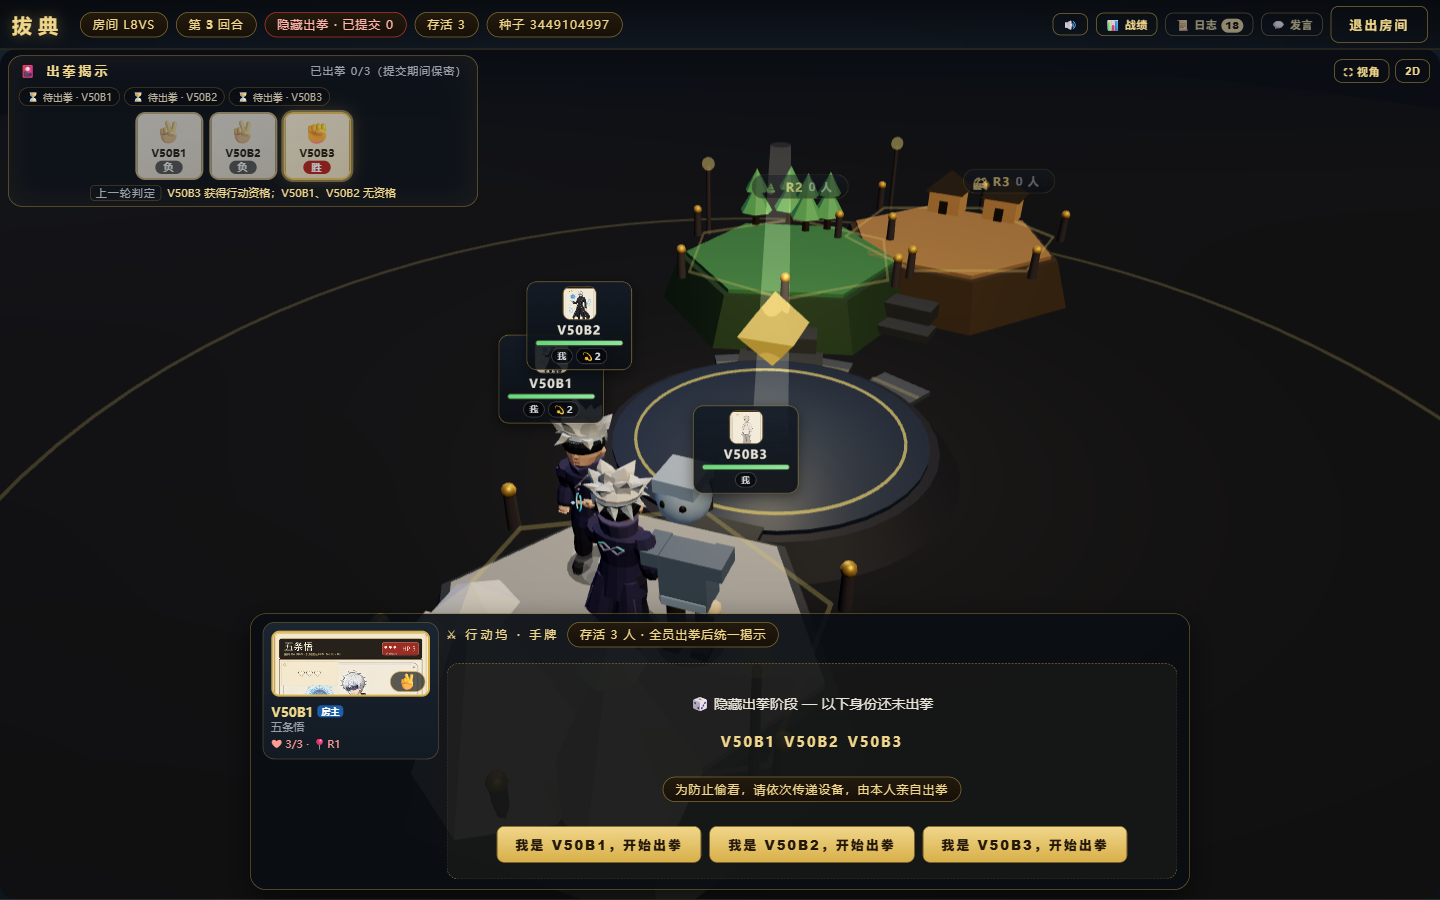 拔典
房间 L8VS
第 3 回合
隐藏出拳 · 已提交 0
存活 3
种子 3449104997
战绩
日志 18
发言
退出房间
出拳揭示
已出拳 0/3（提交期间保密）
待出拳 · V50B1
待出拳 · V50B2
待出拳 · V50B3
V50B1
负
V50B2
负
V50B3
胜
上一轮判定
V50B3 获得行动资格；V50B1、V50B2 无资格
视角
2D
R2 0 人
R3 0 人
V50B2
我
2
V50B1
我
2
V50B3
我
行动坞 · 手牌
存活 3 人 · 全员出拳后统一揭示
五条悟
HP 3
V50B1 房主
五条悟
3/3 · R1
隐藏出拳阶段 — 以下身份还未出拳
V50B1 V50B2 V50B3
为防止偷看，请依次传递设备，由本人亲自出拳
我是 V50B1，开始出拳
我是 V50B2，开始出拳
我是 V50B3，开始出拳